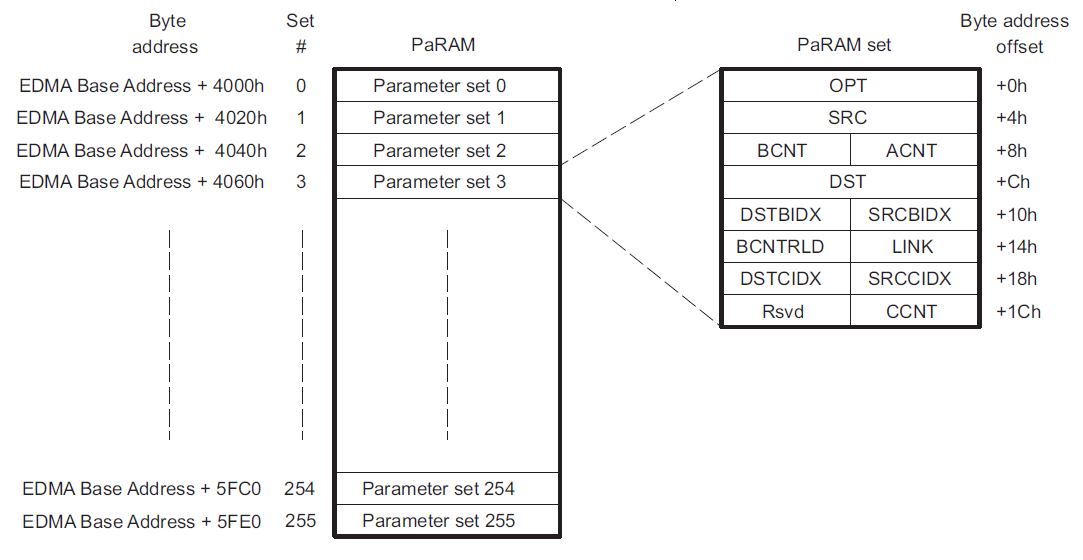 Byte
address
Set
#
PaRAM
PaRAM set
Byte address
offset
EDMA Base Address + 4000h 0 Parameter set 0
EDMA Base Address + 4020h 1 Parameter set 1
EDMA Base Address + 4040h 2 Parameter set 2
EDMA Base Address + 4060h 3 Parameter set 3
EDMA Base Address + 5FC0 254 Parameter set 254
EDMA Base Address + 5FE0 255 Parameter set 255
OPT +0h
SRC +4h
BCNT ACNT +8h
DST +Ch
DSTBIDX SRCBIDX +10h
BCNTRLD LINK +14h
DSTCIDX SRCCIDX +18h
Rsvd CCNT +1Ch